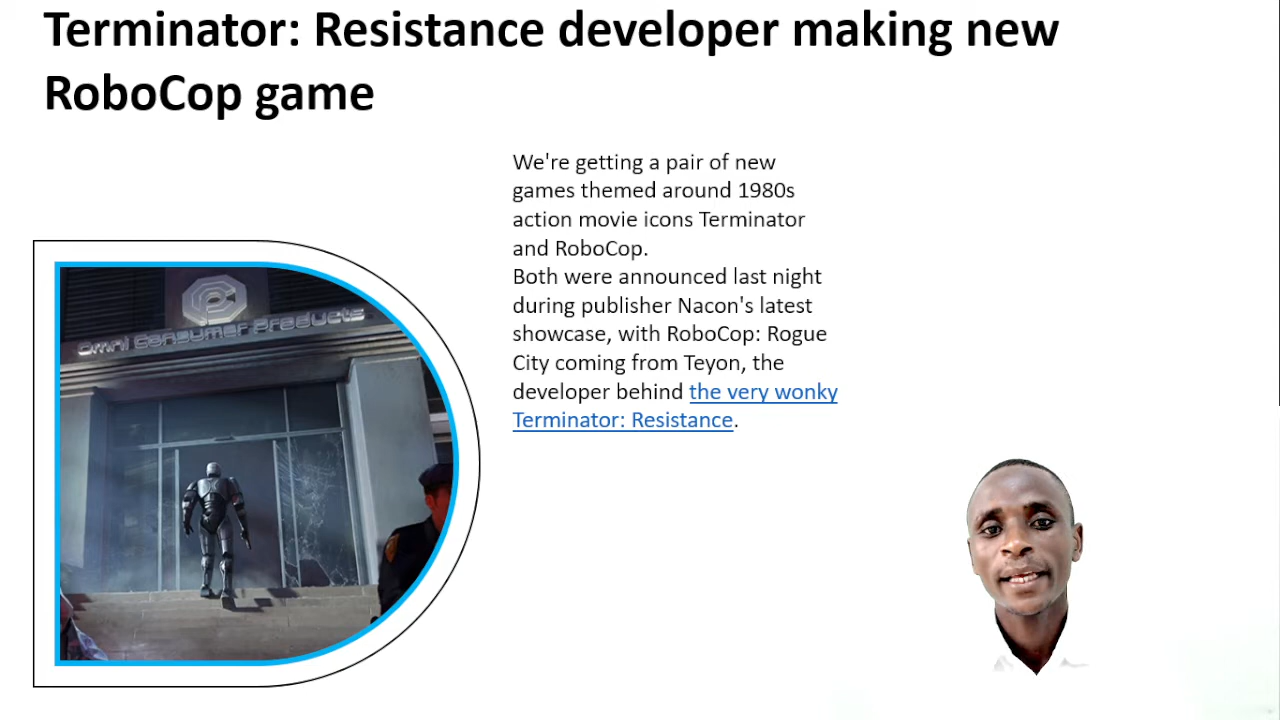 Terminator: Resistance developer making new
RoboCop game
We're getting a pair of new
games themed around 1980s
action movie icons Terminator
and RoboCop.
Both were announced last night
during publisher Nacon's latest
showcase, with RoboCop: Rogue
City coming from Teyon, the
developer behind the very wonky
Terminator: Resistance.
Omni Consumer Products